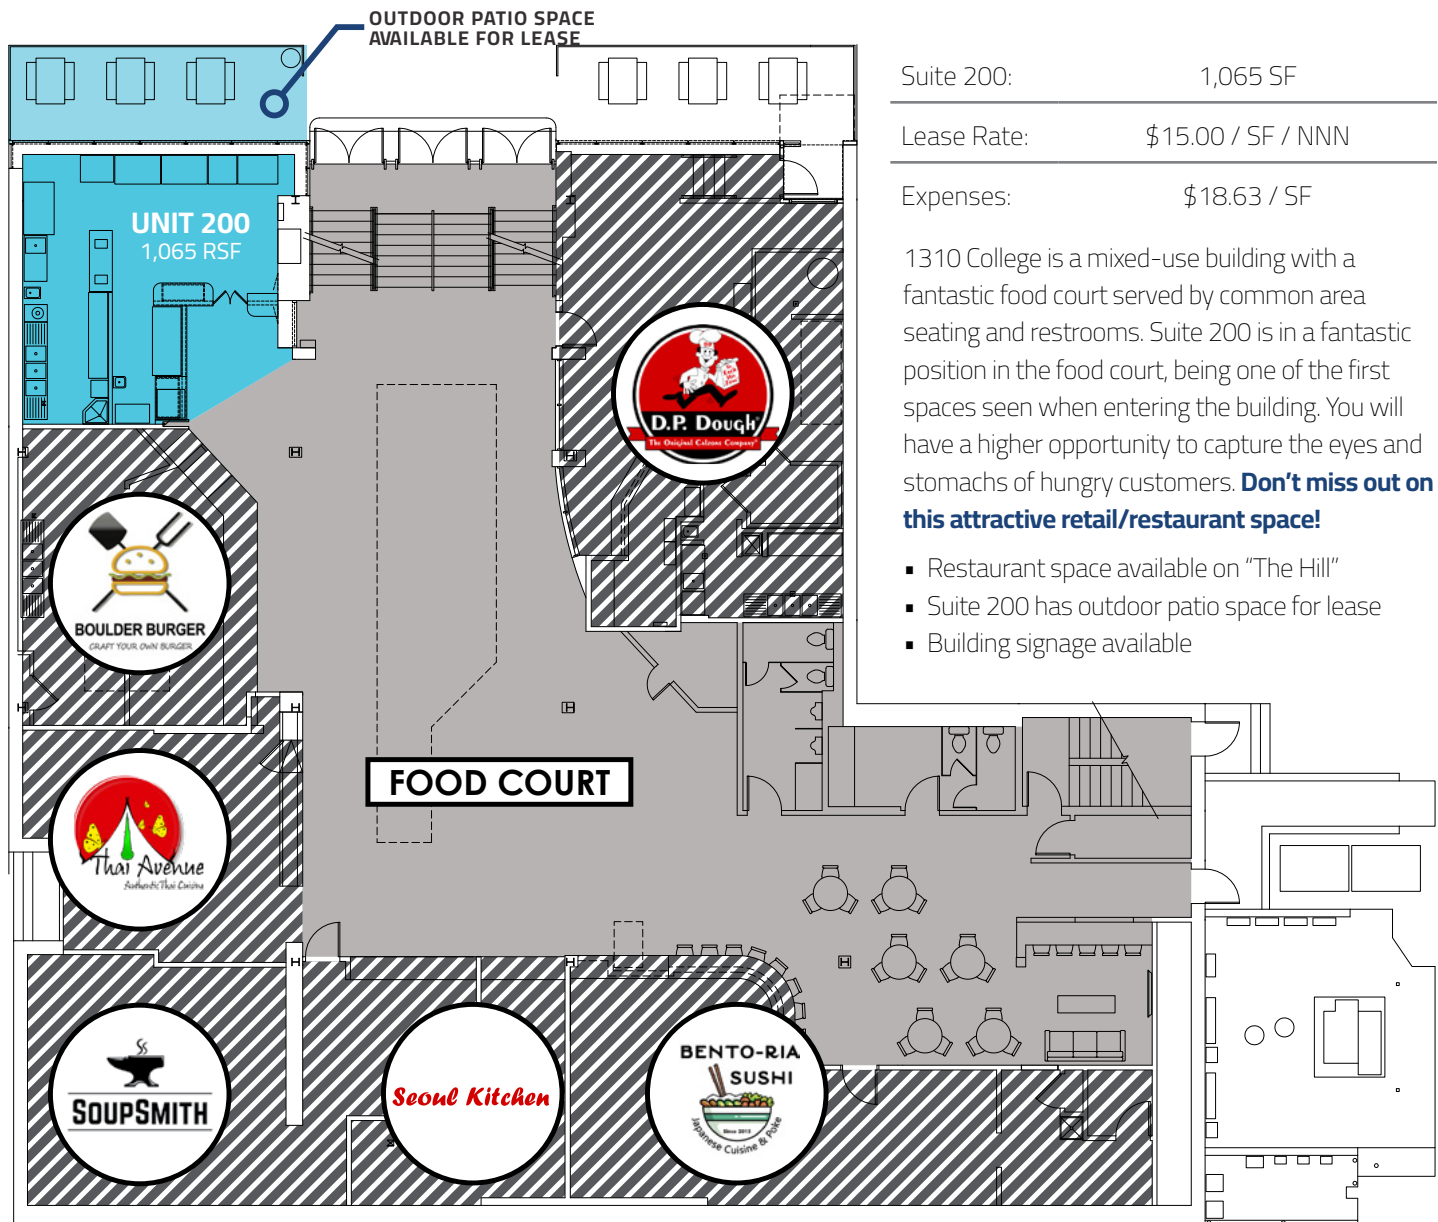 OUTDOOR PATIO SPACE
AVAILABLE FOR LEASE
Suite 200: 1,065 SF
Lease Rate: $15.00 / SF / NNN
Expenses: $18.63 / SF
1310 College is a mixed-use building with a
fantastic food court served by common area
seating and restrooms. Suite 200 is in a fantastic
position in the food court, being one of the first
spaces seen when entering the building. You will
have a higher opportunity to capture the eyes and
stomachs of hungry customers. Don't miss out on
this attractive retail/restaurant space!
▪ Restaurant space available on “The Hill”
▪ Suite 200 has outdoor patio space for lease
▪ Building signage available
UNIT 200
1,065 RSF
D.P. Dough
The Original Calzone Company
BOULDER BURGER
CRAFT YOUR OWN BURGER
FOOD COURT
Thai Avenue
Authentic Thai Cuisine
SOUPSMITH
Seoul Kitchen
BENTO-RIA
SUSHI
Since 2013
Japanese Cuisine & Poke